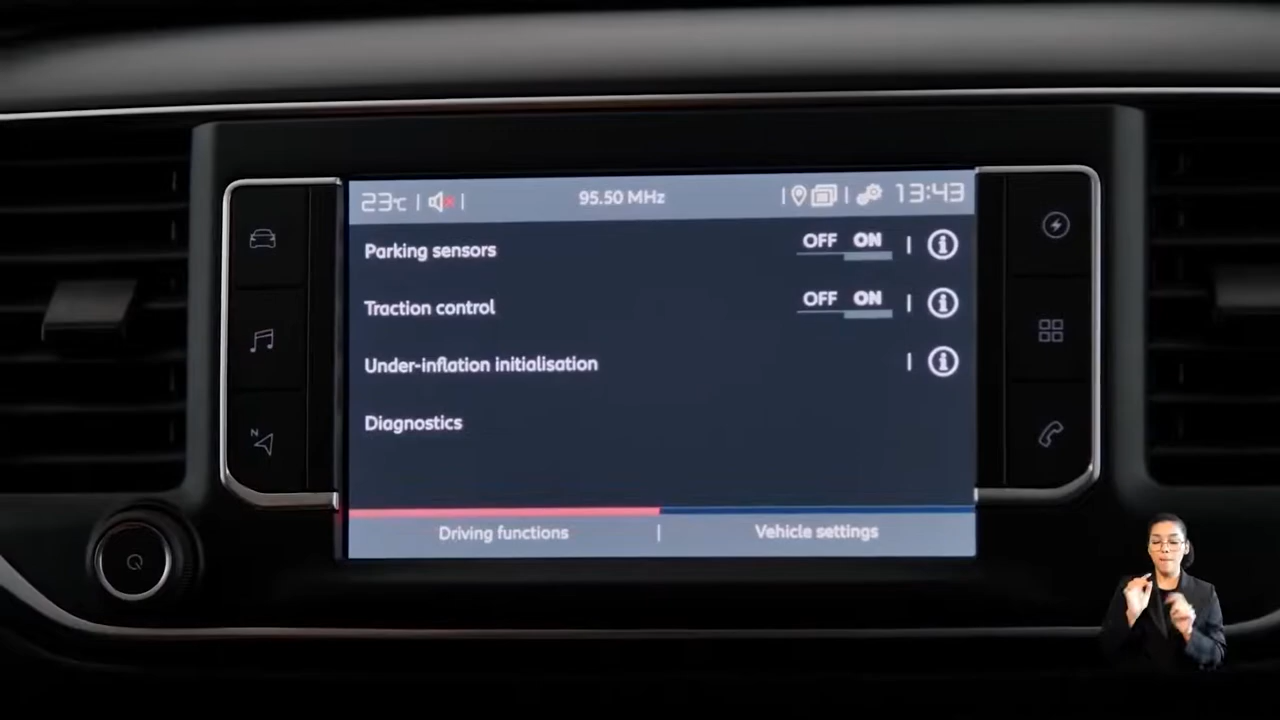 23°C
95.50 MHz
13:43
Parking sensors OFF ON
Traction control OFF ON
Under-inflation initialisation
Diagnostics
Driving functions | Vehicle settings
N